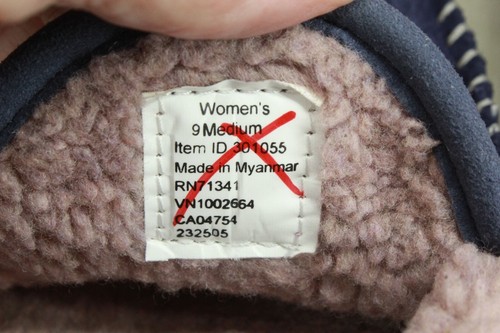 Women's
9 Medium
Item ID 301055
Made in Myanmar
RN71341
VN1002664
CA04754
232505